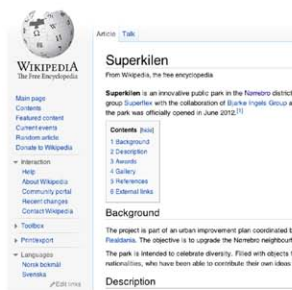 WIKIPEDIA
The Free Encyclopedia
Main page
Contents
Featured content
Current events
Random article
Donate to Wikipedia
Interaction
Help
About Wikipedia
Community portal
Recent changes
Contact Wikipedia
Toolbox
Print/export
Languages
Norsk bokmål
Svenska
Edit links
Article Talk
Superkilen
From Wikipedia, the free encyclopedia
Superkilen is an innovative public park in the Nørrebro district
group Superflex with the collaboration of Bjarke Ingels Group a
the park was officially opened in June 2012.[1]
Contents [hide]
1 Background
2 Description
3 Awards
4 Gallery
5 References
6 External links
Background
The project is part of an urban improvement plan coordinated b
Realdania. The objective is to upgrade the Nørrebro neighbour
The park is intended to celebrate diversity. Filled with objects f
nationalities, who have been able to contribute their own ideas
Description